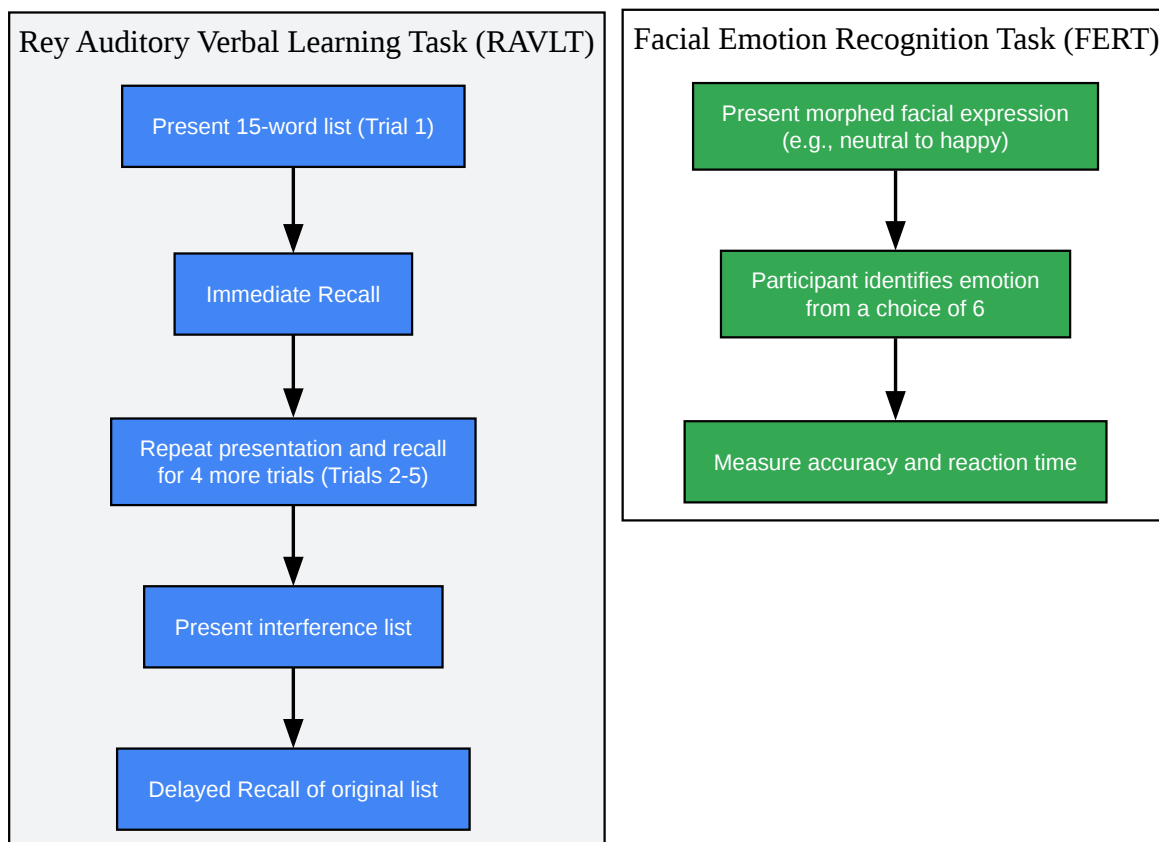 Rey Auditory Verbal Learning Task (RAVLT)
Present 15-word list (Trial 1)
Immediate Recall
Repeat presentation and recall
for 4 more trials (Trials 2-5)
Present interference list
Delayed Recall of original list
Facial Emotion Recognition Task (FERT)
Present morphed facial expression
(e.g., neutral to happy)
Participant identifies emotion
from a choice of 6
Measure accuracy and reaction time